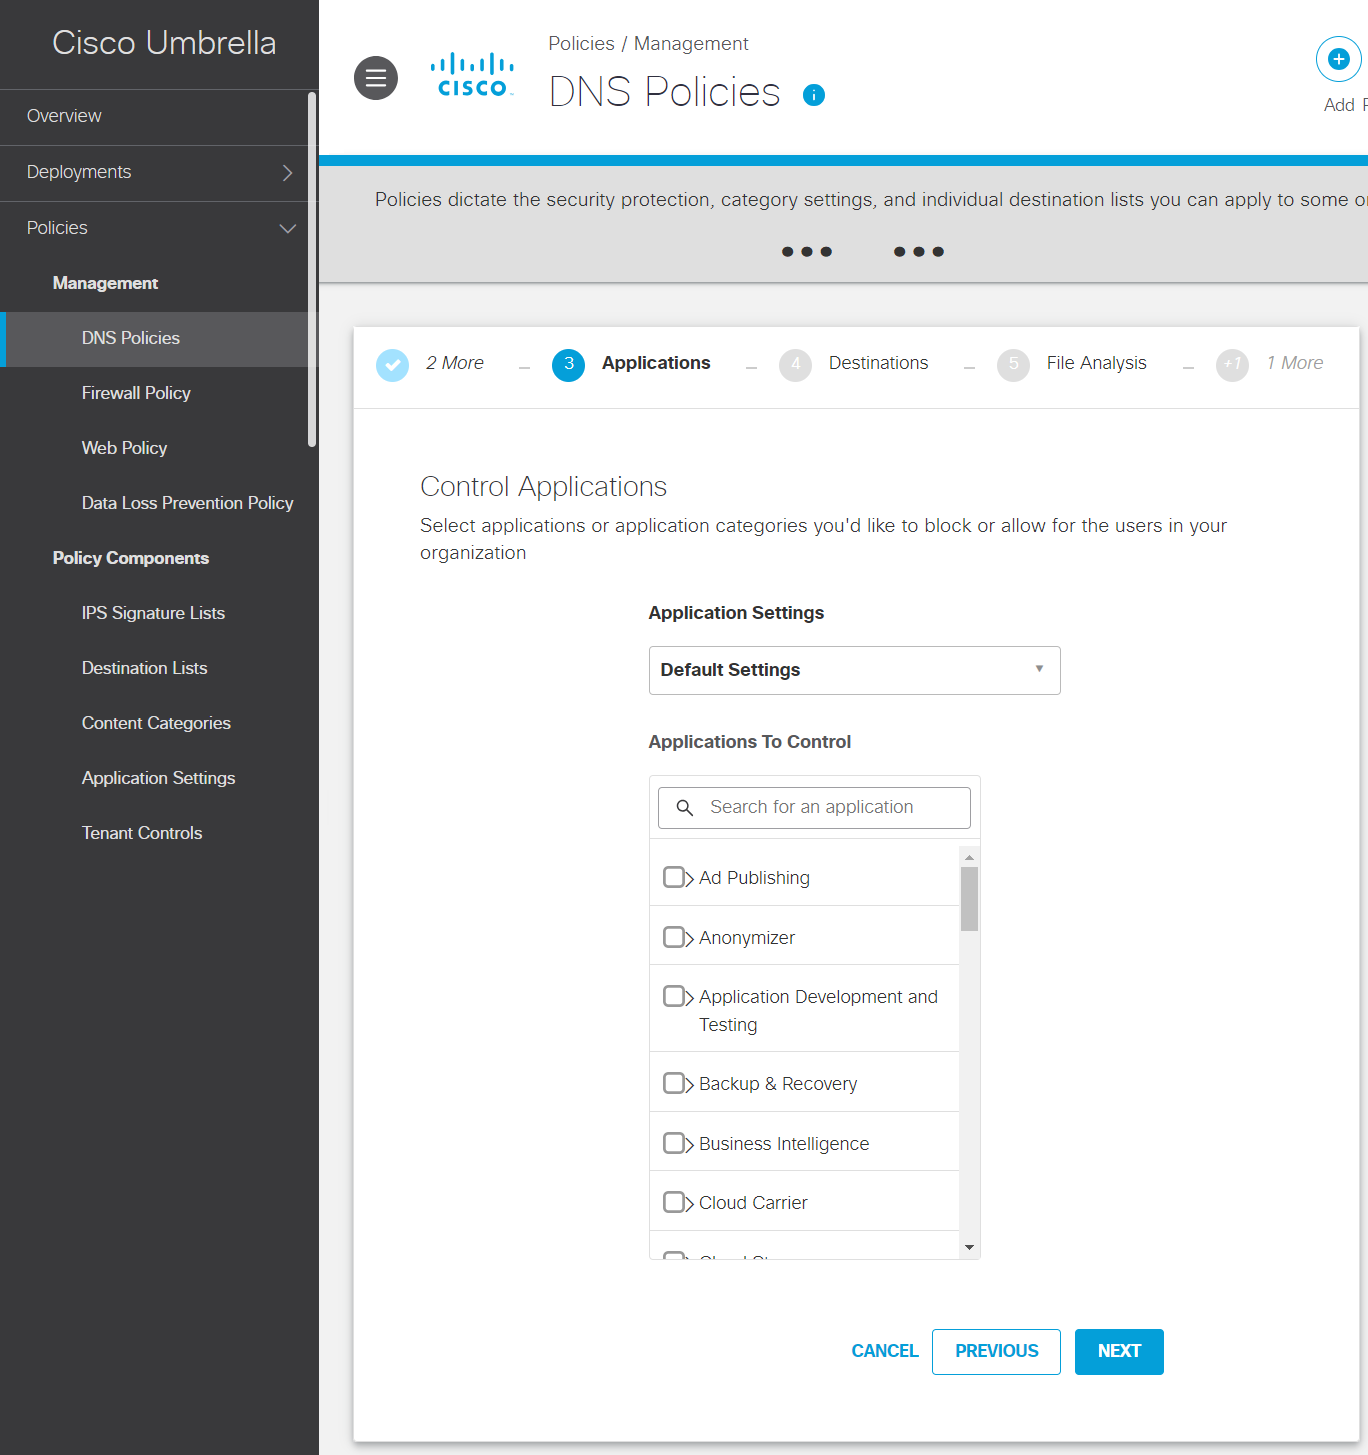 Cisco Umbrella
Overview
Deployments
Policies
Management
DNS Policies
Firewall Policy
Web Policy
Data Loss Prevention Policy
Policy Components
IPS Signature Lists
Destination Lists
Content Categories
Application Settings
Tenant Controls
CISCO
Policies / Management
DNS Policies
Add
Policies dictate the security protection, category settings, and individual destination lists you can apply to some
2 More
3 Applications
4 Destinations
5 File Analysis
+1 1 More
Control Applications
Select applications or application categories you'd like to block or allow for the users in your
organization
Application Settings
Default Settings
Applications To Control
Search for an application
Ad Publishing
Anonymizer
Application Development and
Testing
Backup & Recovery
Business Intelligence
Cloud Carrier
CANCEL PREVIOUS NEXT